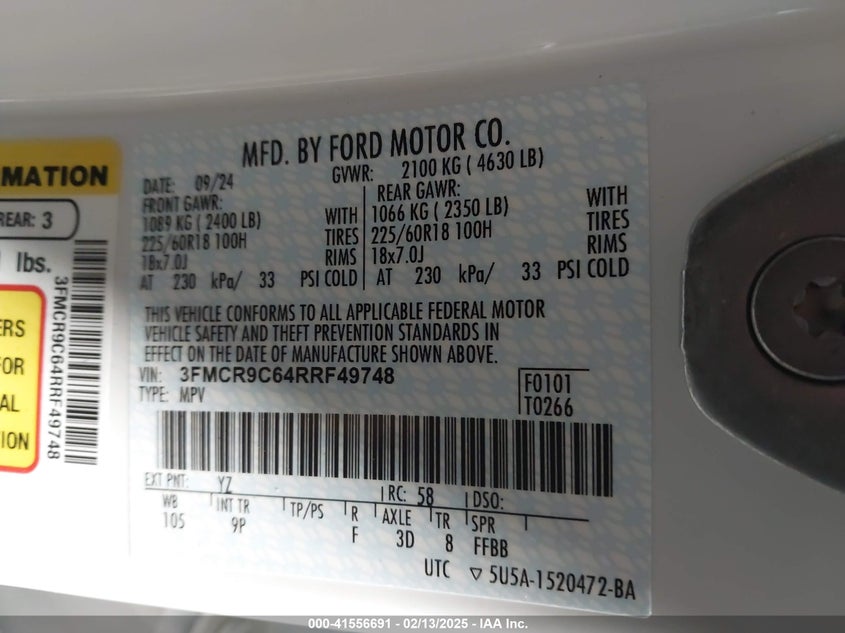 MATION
REAR: 3
lbs.
3FMCR9C64RRF49748
ERS
FOR
AL
TION
MFD. BY FORD MOTOR CO.
DATE: 09/24 GVWR: 2100 KG ( 4630 LB)
FRONT GAWR: REAR GAWR:
1089 KG ( 2400 LB) WITH 1066 KG ( 2350 LB) WITH
225/60R18 100H TIRES 225/60R18 100H TIRES
18x7.0J RIMS 18x7.0J RIMS
AT 230 kPa/ 33 PSI COLD AT 230 kPa/ 33 PSI COLD
THIS VEHICLE CONFORMS TO ALL APPLICABLE FEDERAL MOTOR
VEHICLE SAFETY AND THEFT PREVENTION STANDARDS IN
EFFECT ON THE DATE OF MANUFACTURE SHOWN ABOVE.
VIN: 3FMCR9C64RRF49748 F0101
TYPE: MPV T0266
EXT PNT: YZ RC: 58 DSO:
WB INT TR TP/PS R AXLE TR SPR
105 9P F 3D 8 FFBB
UTC ▽ 5U5A-1520472-BA
000-41556691 - 02/13/2025 - IAA Inc.